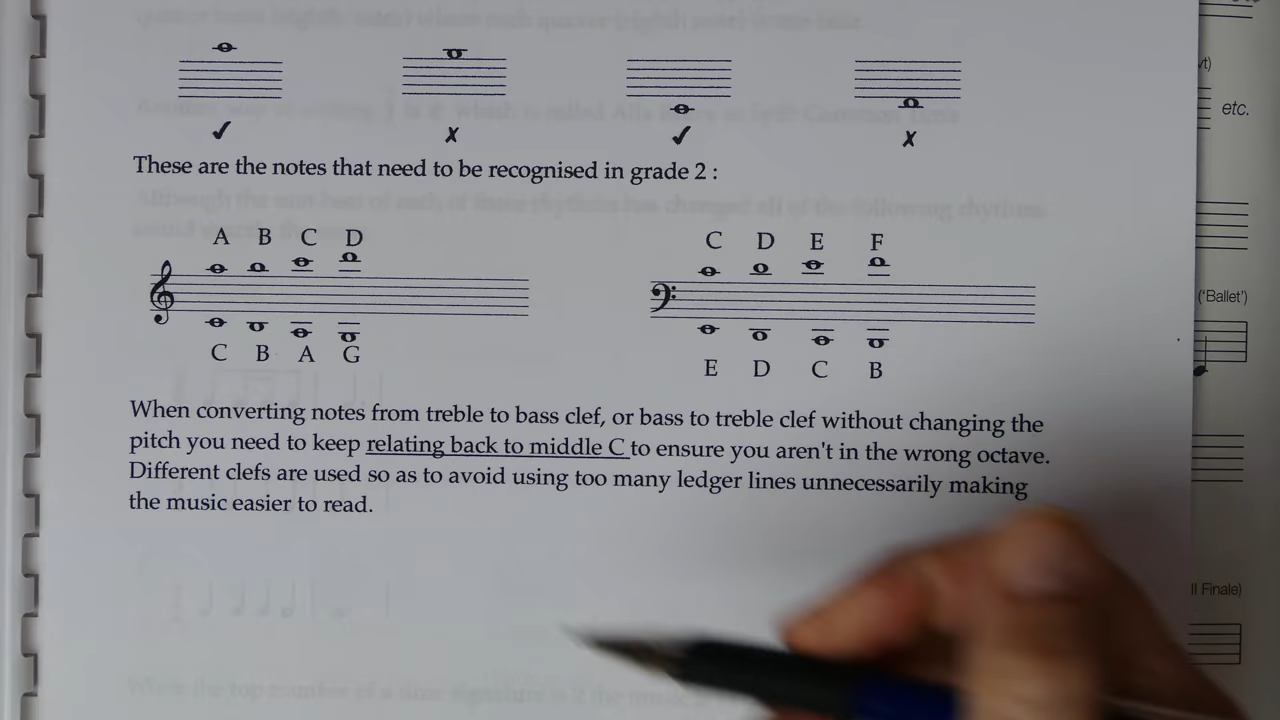 ✓ ✗ ✓ ✗
These are the notes that need to be recognised in grade 2 :
A B C D
C D E F
C B A G
E D C B
When converting notes from treble to bass clef, or bass to treble clef without changing the
pitch you need to keep relating back to middle C to ensure you aren't in the wrong octave.
Different clefs are used so as to avoid using too many ledger lines unnecessarily making
the music easier to read.
etc.
('Ballet')
II Finale)